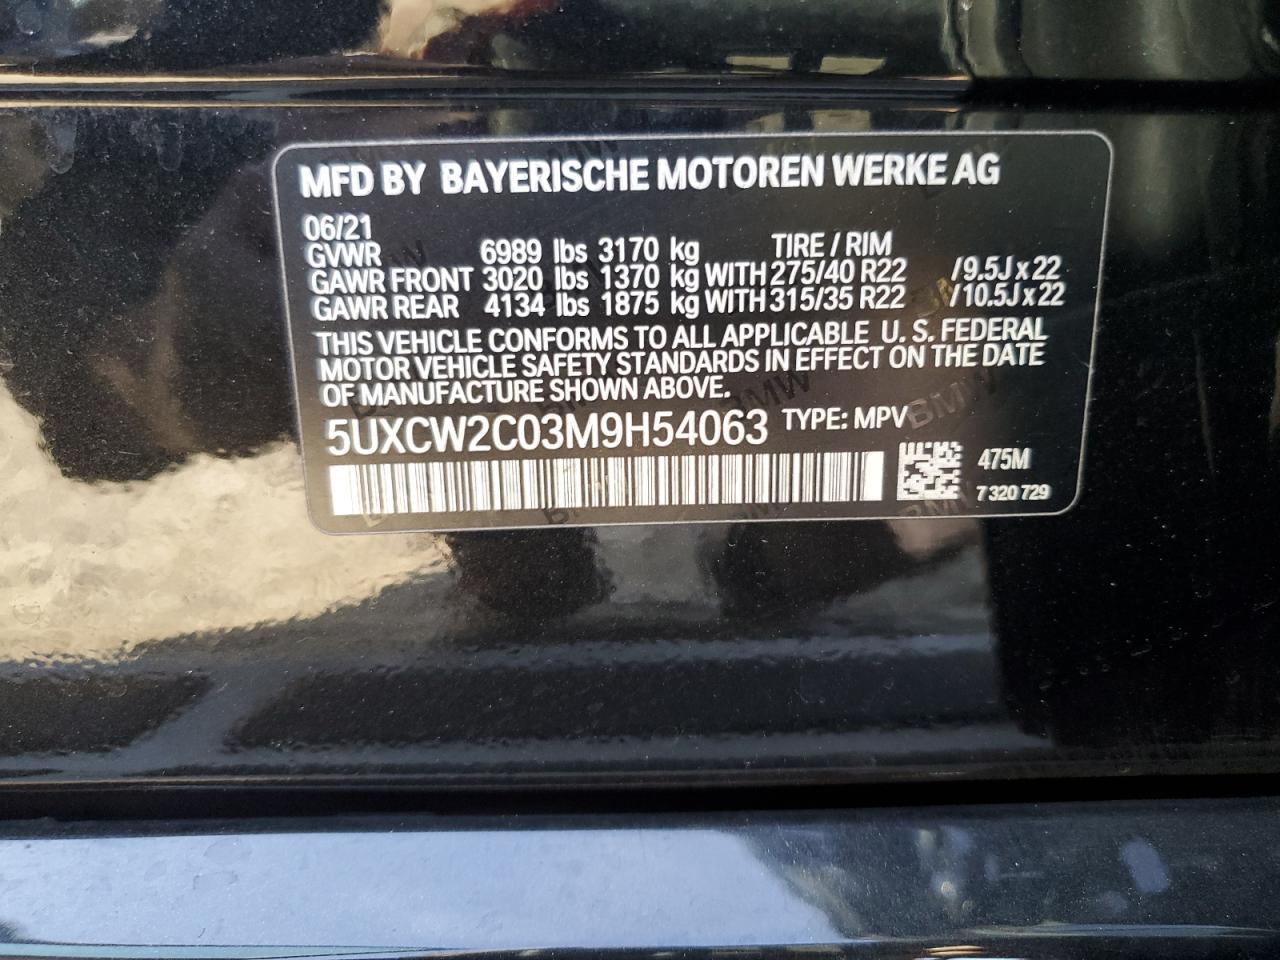 MFD BY BAYERISCHE MOTOREN WERKE AG
06/21
GVWR 6989 lbs 3170 kg TIRE / RIM
GAWR FRONT 3020 lbs 1370 kg WITH 275/40 R22 /9.5J x 22
GAWR REAR 4134 lbs 1875 kg WITH 315/35 R22 /10.5J x 22
THIS VEHICLE CONFORMS TO ALL APPLICABLE U. S. FEDERAL
MOTOR VEHICLE SAFETY STANDARDS IN EFFECT ON THE DATE
OF MANUFACTURE SHOWN ABOVE.
5UXCW2C03M9H54063 TYPE: MPV
475M
7 320 729